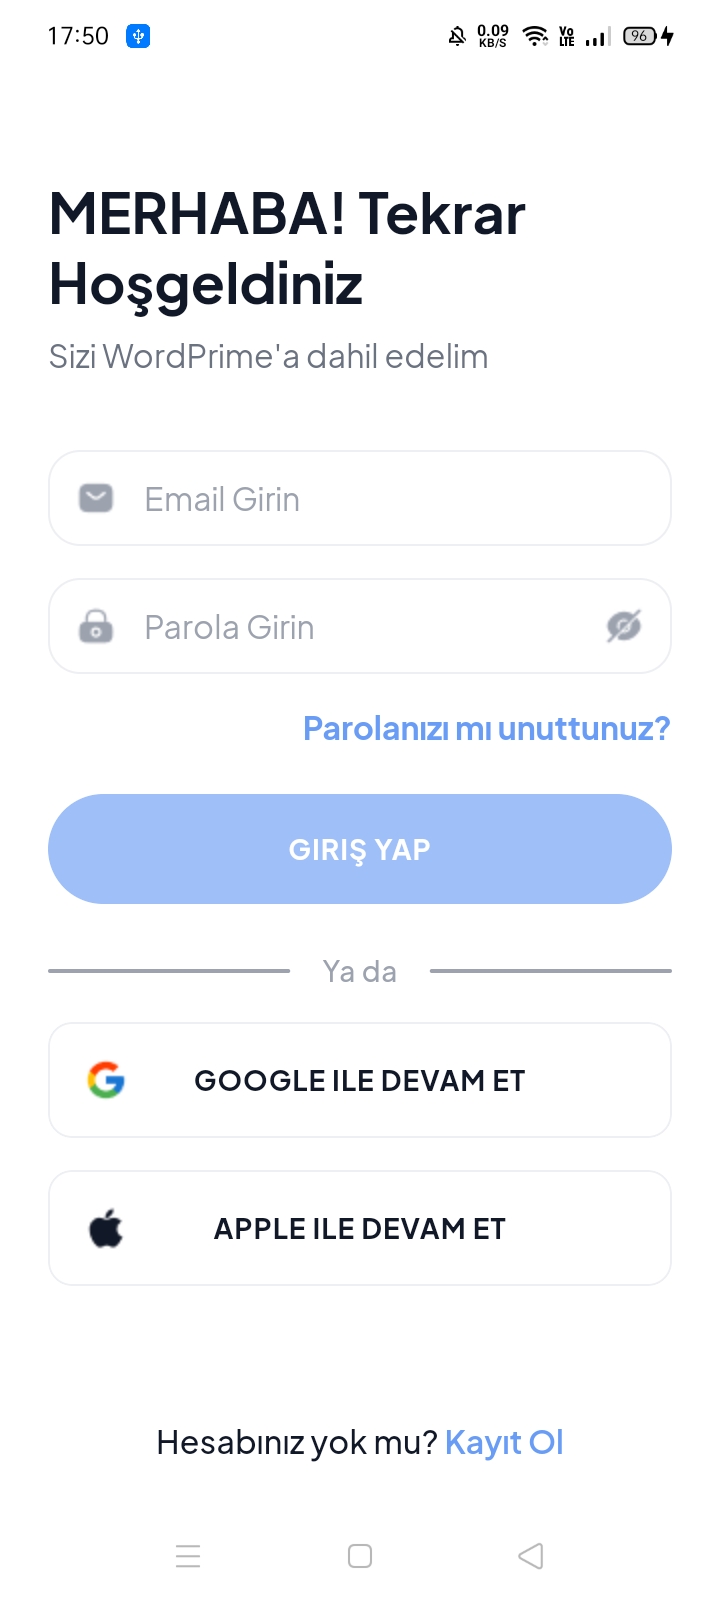 17:50
0.09
KB/S
Vo
LTE
96
MERHABA! Tekrar
Hoşgeldiniz
Sizi WordPrime'a dahil edelim
Email Girin
Parola Girin
Parolanızı mı unuttunuz?
GIRIŞ YAP
Ya da
GOOGLE ILE DEVAM ET
APPLE ILE DEVAM ET
Hesabınız yok mu? Kayıt Ol